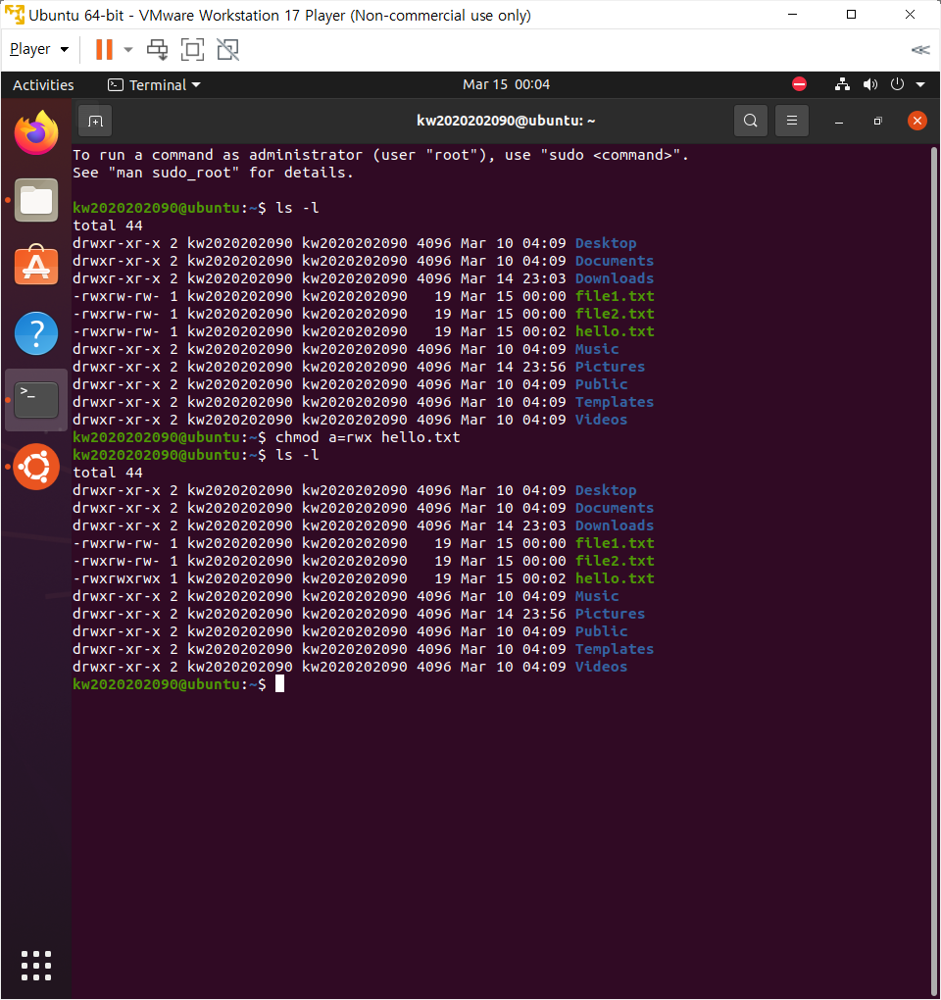 Ubuntu 64-bit - VMware Workstation 17 Player (Non-commercial use only)
Player
Activities Terminal Mar 15 00:04
kw2020202090@ubuntu: ~
To run a command as administrator (user "root"), use "sudo <command>".
See "man sudo_root" for details.
kw2020202090@ubuntu:~$ ls -l
total 44
drwxr-xr-x 2 kw2020202090 kw2020202090 4096 Mar 10 04:09 Desktop
drwxr-xr-x 2 kw2020202090 kw2020202090 4096 Mar 10 04:09 Documents
drwxr-xr-x 2 kw2020202090 kw2020202090 4096 Mar 14 23:03 Downloads
-rwxrw-rw- 1 kw2020202090 kw2020202090   19 Mar 15 00:00 file1.txt
-rwxrw-rw- 1 kw2020202090 kw2020202090   19 Mar 15 00:00 file2.txt
-rwxrw-rw- 1 kw2020202090 kw2020202090   19 Mar 15 00:02 hello.txt
drwxr-xr-x 2 kw2020202090 kw2020202090 4096 Mar 10 04:09 Music
drwxr-xr-x 2 kw2020202090 kw2020202090 4096 Mar 14 23:56 Pictures
drwxr-xr-x 2 kw2020202090 kw2020202090 4096 Mar 10 04:09 Public
drwxr-xr-x 2 kw2020202090 kw2020202090 4096 Mar 10 04:09 Templates
drwxr-xr-x 2 kw2020202090 kw2020202090 4096 Mar 10 04:09 Videos
kw2020202090@ubuntu:~$ chmod a=rwx hello.txt
kw2020202090@ubuntu:~$ ls -l
total 44
drwxr-xr-x 2 kw2020202090 kw2020202090 4096 Mar 10 04:09 Desktop
drwxr-xr-x 2 kw2020202090 kw2020202090 4096 Mar 10 04:09 Documents
drwxr-xr-x 2 kw2020202090 kw2020202090 4096 Mar 14 23:03 Downloads
-rwxrw-rw- 1 kw2020202090 kw2020202090   19 Mar 15 00:00 file1.txt
-rwxrw-rw- 1 kw2020202090 kw2020202090   19 Mar 15 00:00 file2.txt
-rwxrwxrwx 1 kw2020202090 kw2020202090   19 Mar 15 00:02 hello.txt
drwxr-xr-x 2 kw2020202090 kw2020202090 4096 Mar 10 04:09 Music
drwxr-xr-x 2 kw2020202090 kw2020202090 4096 Mar 14 23:56 Pictures
drwxr-xr-x 2 kw2020202090 kw2020202090 4096 Mar 10 04:09 Public
drwxr-xr-x 2 kw2020202090 kw2020202090 4096 Mar 10 04:09 Templates
drwxr-xr-x 2 kw2020202090 kw2020202090 4096 Mar 10 04:09 Videos
kw2020202090@ubuntu:~$